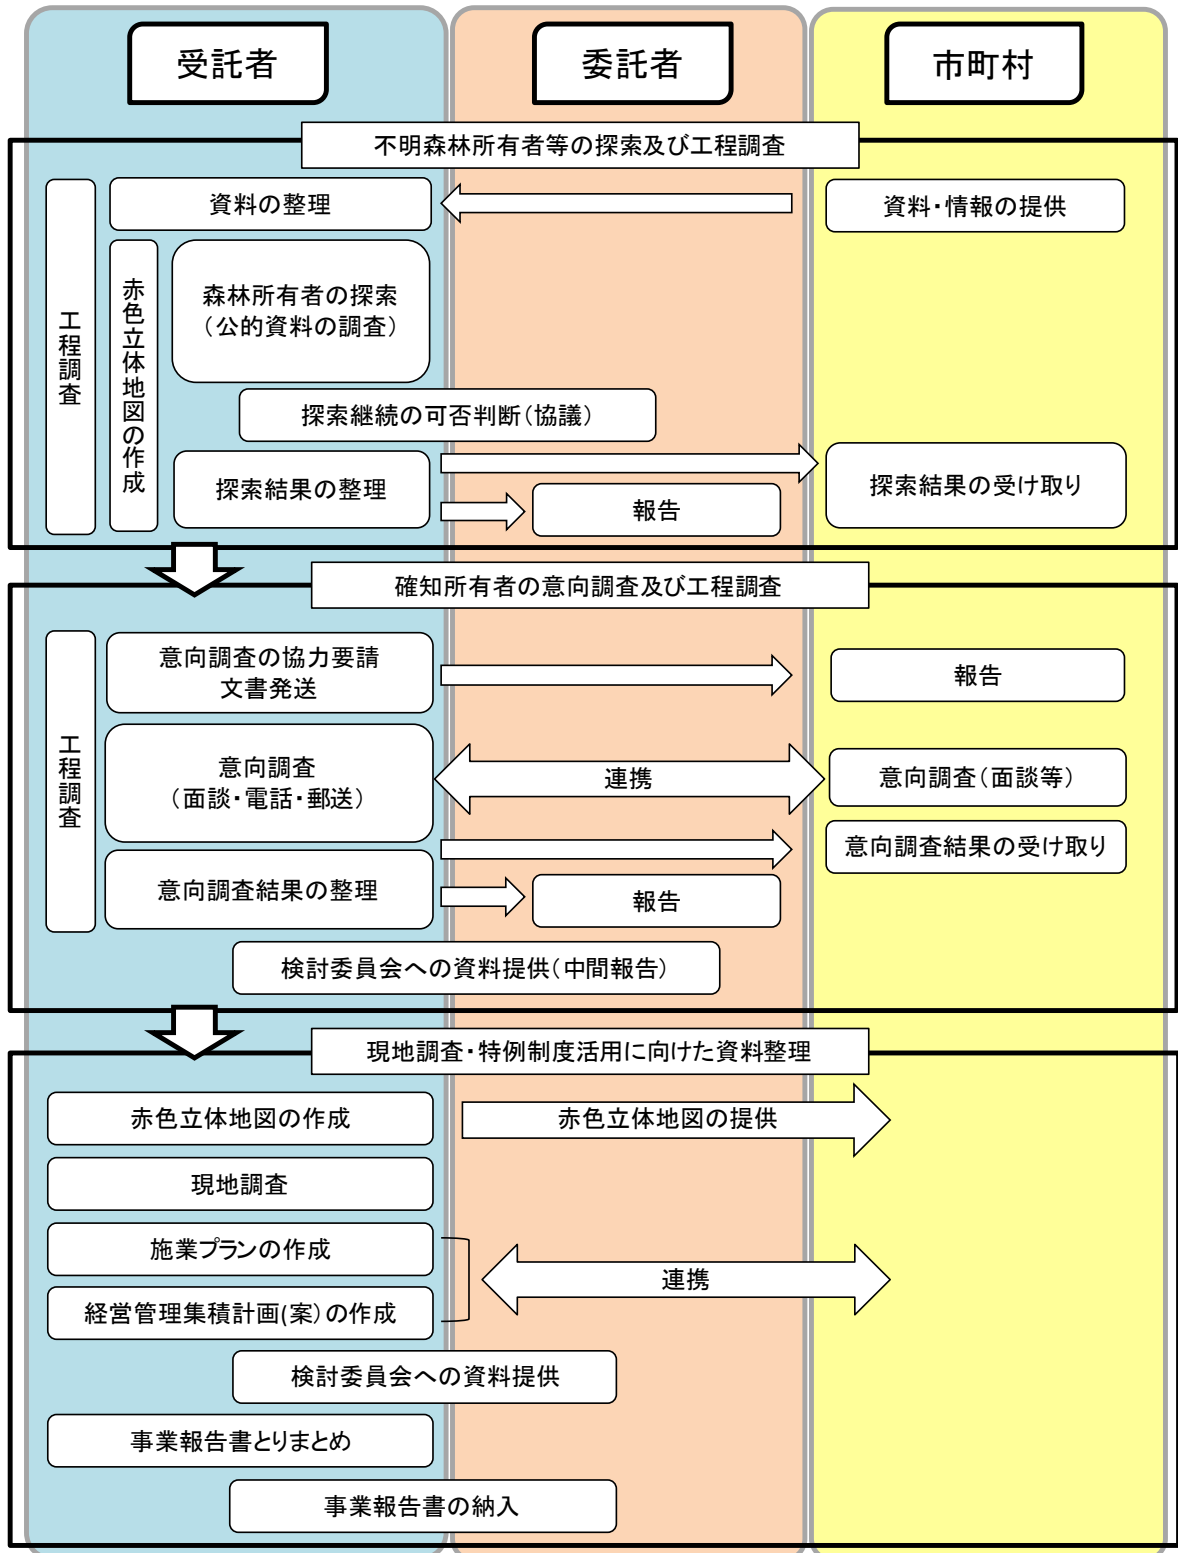 受託者
委託者
市町村
不明森林所有者等の探索及び工程調査
工程調査
資料の整理
資料・情報の提供
赤色立体地図の作成
森林所有者の探索
（公的資料の調査）
探索継続の可否判断（協議）
探索結果の整理
探索結果の受け取り
報告
確知所有者の意向調査及び工程調査
工程調査
意向調査の協力要請
文書発送
報告
意向調査
（面談・電話・郵送）
連携
意向調査（面談等）
意向調査結果の受け取り
意向調査結果の整理
報告
検討委員会への資料提供（中間報告）
現地調査・特例制度活用に向けた資料整理
赤色立体地図の作成
赤色立体地図の提供
現地調査
施業プランの作成
連携
経営管理集積計画(案）の作成
検討委員会への資料提供
事業報告書とりまとめ
事業報告書の納入